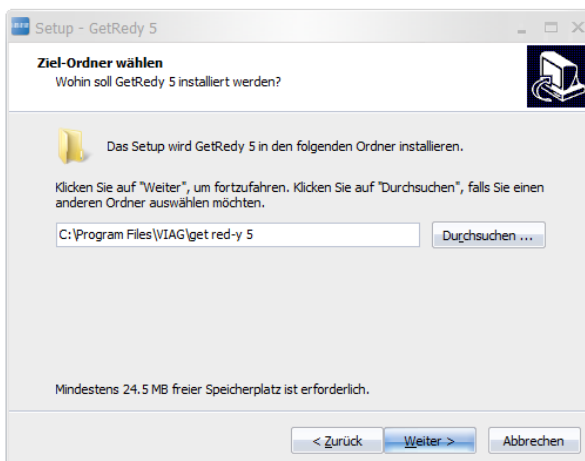 Setup - GetRedy 5
Ziel-Ordner wählen
Wohin soll GetRedy 5 installiert werden?
Das Setup wird GetRedy 5 in den folgenden Ordner installieren.
Klicken Sie auf "Weiter", um fortzufahren. Klicken Sie auf "Durchsuchen", falls Sie einen
anderen Ordner auswählen möchten.
C:\Program Files\VIAG\get red-y 5
Durchsuchen ...
Mindestens 24.5 MB freier Speicherplatz ist erforderlich.
< Zurück
Weiter >
Abbrechen